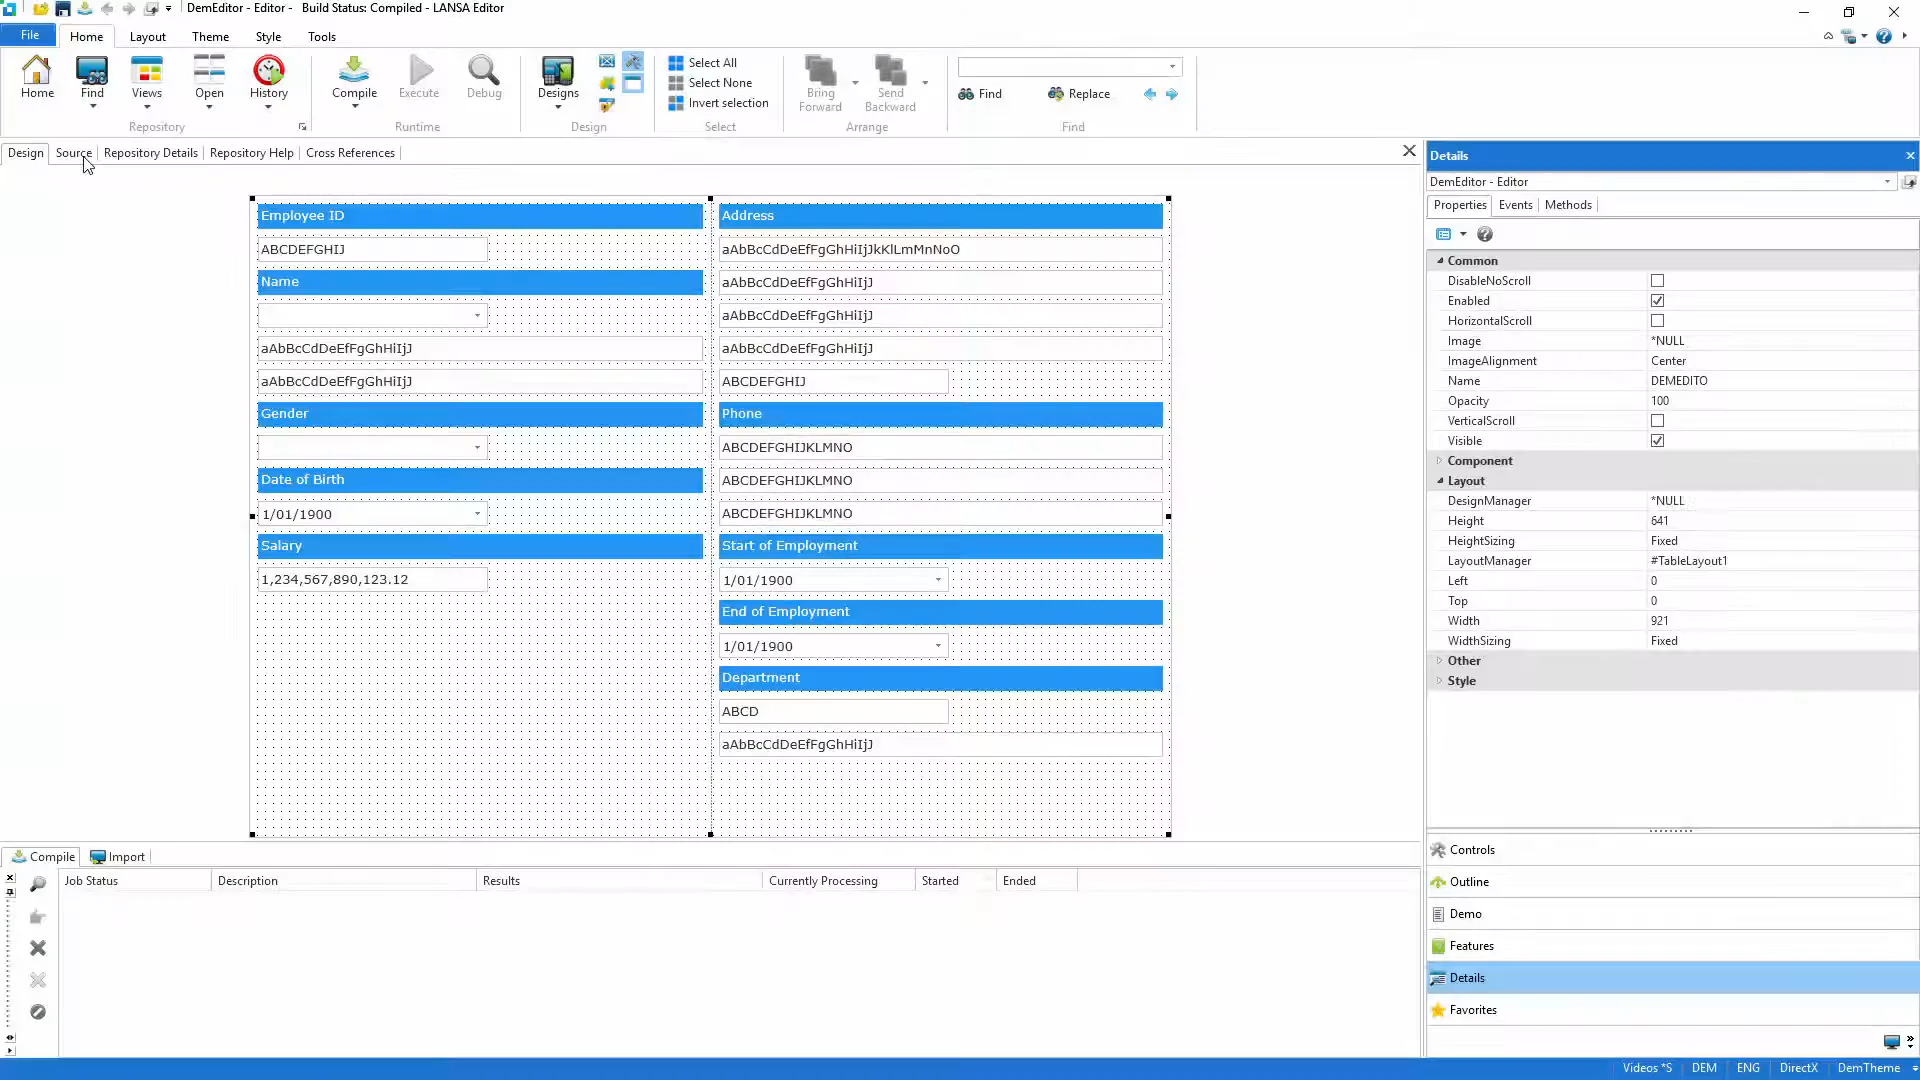 DemEditor - Editor -   Build Status: Compiled - LANSA Editor
File
Home
Layout
Theme
Style
Tools
Home
Find
Views
Open
History
Repository
Compile
Execute
Debug
Runtime
Designs
Design
Select All
Select None
Invert selection
Select
Bring Forward
Send Backward
Arrange
Find
Replace
Find
Design
Source
Repository Details
Repository Help
Cross References
Employee ID
ABCDEFGHIJ
Name
aAbBcCdDeEfFgGhHiIjJ
aAbBcCdDeEfFgGhHiIjJ
Gender
Date of Birth
1/01/1900
Salary
1,234,567,890,123.12
Address
aAbBcCdDeEfFgGhHiIjJkKlLmMnNoO
aAbBcCdDeEfFgGhHiIjJ
aAbBcCdDeEfFgGhHiIjJ
aAbBcCdDeEfFgGhHiIjJ
ABCDEFGHIJ
Phone
ABCDEFGHIJKLMNO
ABCDEFGHIJKLMNO
ABCDEFGHIJKLMNO
Start of Employment
1/01/1900
End of Employment
1/01/1900
Department
ABCD
aAbBcCdDeEfFgGhHiIjJ
Details
DemEditor - Editor
Properties
Events
Methods
Common
DisableNoScroll
Enabled
HorizontalScroll
Image *NULL
ImageAlignment Center
Name DEMEDITO
Opacity 100
VerticalScroll
Visible
Component
Layout
DesignManager *NULL
Height 641
HeightSizing Fixed
LayoutManager #TableLayout1
Left 0
Top 0
Width 921
WidthSizing Fixed
Other
Style
Controls
Outline
Demo
Features
Details
Favorites
Compile
Import
Job Status
Description
Results
Currently Processing
Started
Ended
Videos *S
DEM
ENG
DirectX
DemTheme